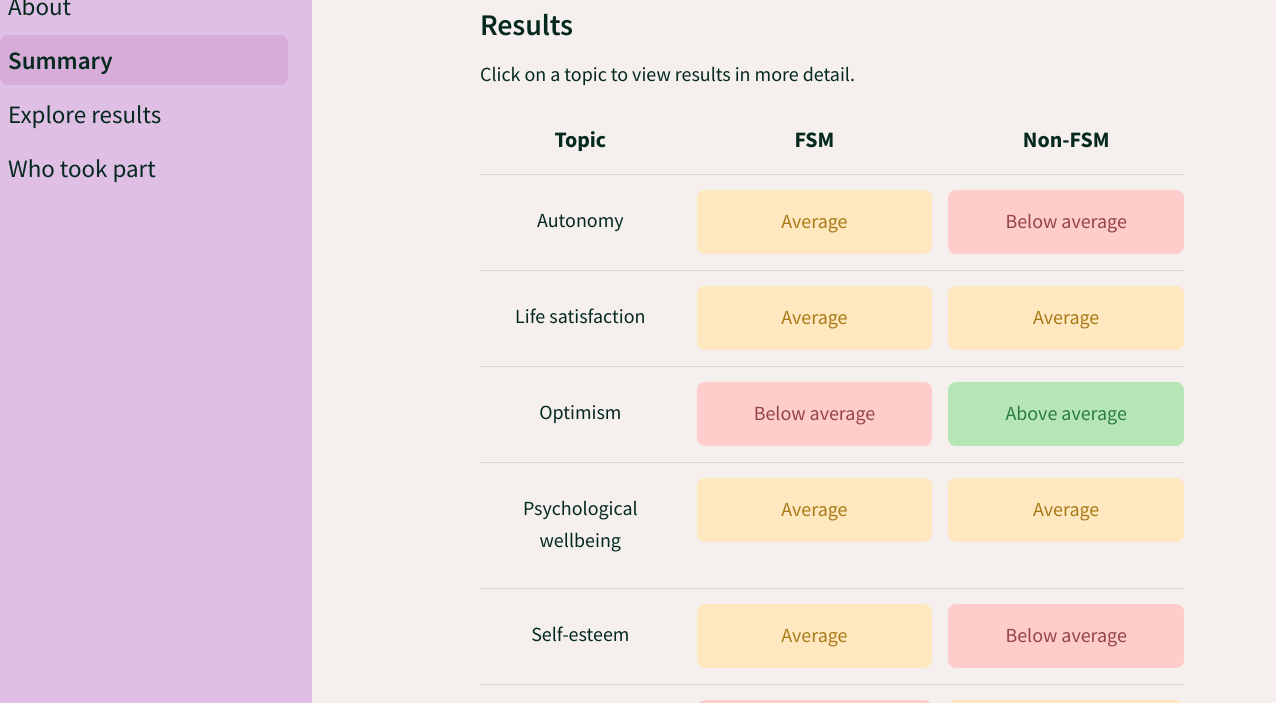 About
Summary
Explore results
Who took part
Results
Click on a topic to view results in more detail.
Topic FSM Non-FSM
Autonomy Average Below average
Life satisfaction Average Average
Optimism Below average Above average
Psychological Average Average
wellbeing
Self-esteem Average Below average